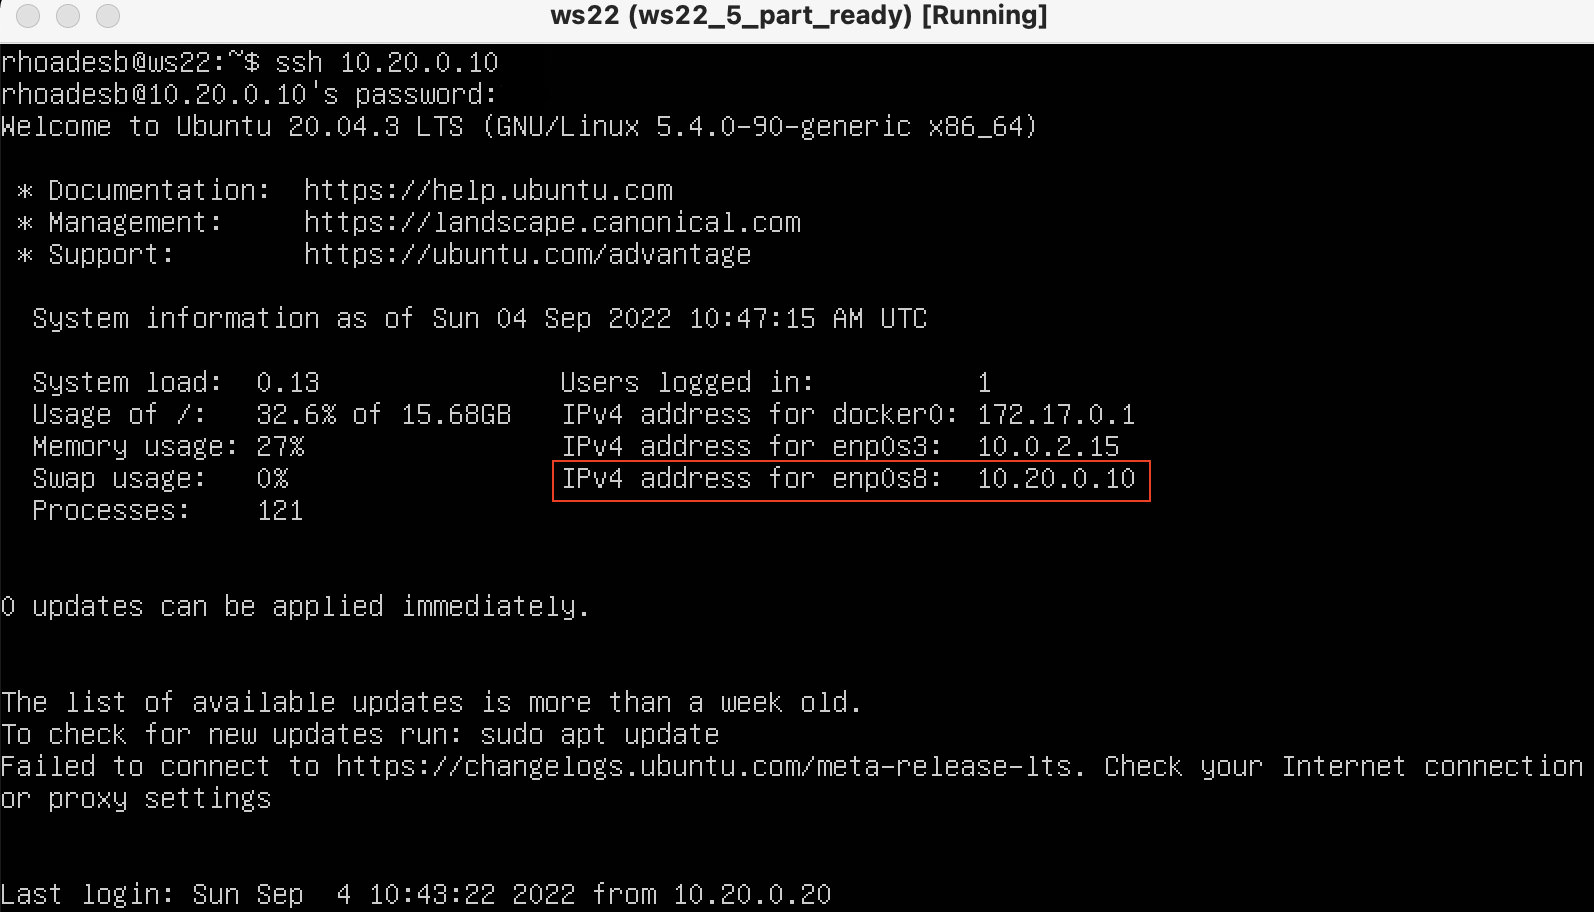 ws22 (ws22_5_part_ready) [Running]
rhoadesb@ws22:~$ ssh 10.20.0.10
rhoadesb@10.20.0.10's password:
Welcome to Ubuntu 20.04.3 LTS (GNU/Linux 5.4.0-90-generic x86_64)
* Documentation:  https://help.ubuntu.com
* Management:     https://landscape.canonical.com
* Support:        https://ubuntu.com/advantage
System information as of Sun 04 Sep 2022 10:47:15 AM UTC
System load:  0.13               Users logged in:          1
Usage of /:   32.6% of 15.68GB   IPv4 address for docker0: 172.17.0.1
Memory usage: 27%                IPv4 address for enp0s3:  10.0.2.15
Swap usage:   0%                 IPv4 address for enp0s8:  10.20.0.10
Processes:    121
0 updates can be applied immediately.
The list of available updates is more than a week old.
To check for new updates run: sudo apt update
Failed to connect to https://changelogs.ubuntu.com/meta-release-lts. Check your Internet connection
or proxy settings
Last login: Sun Sep  4 10:43:22 2022 from 10.20.0.20